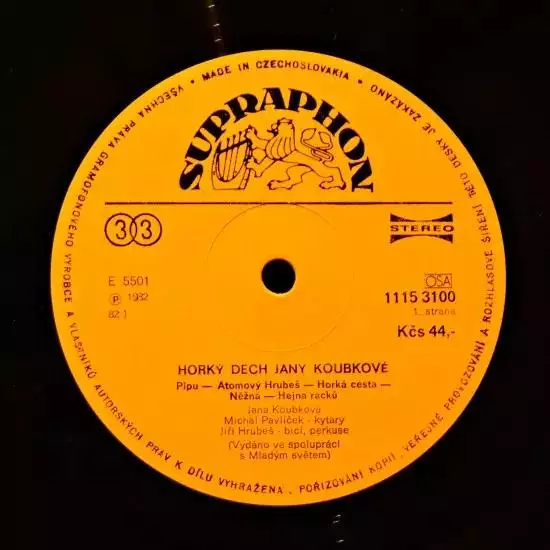 MADE IN CZECHOSLOVAKIA
VŠECHNA PRÁVA GRAMOFONOVÉHO VÝROBCE A VLASTNÍKŮ AUTORSKÝCH PRÁV K DÍLU VYHRAŽENA. POŘIZOVÁNÍ KOPIÍ, VEŘEJNÉ PROVOZOVÁNÍ A ROZHLASOVÉ ŠÍŘENÍ TÉTO DESKY JE ZAKÁZÁNO
SUPRAPHON
33
STEREO
E 5501
OSA
℗ 1982
1115 3100
82 1
1. strana
Kčs 44,-
HORKÝ DECH JANY KOUBKOVÉ
Pipu — Atomový Hrubeš — Horká cesta —
Něžná — Hejna racků
Jana Koubková
Michal Pavlíček - kytary
Jiří Hrubeš - bicí, perkuse
(Vydáno ve spolupráci
s Mladým světem)